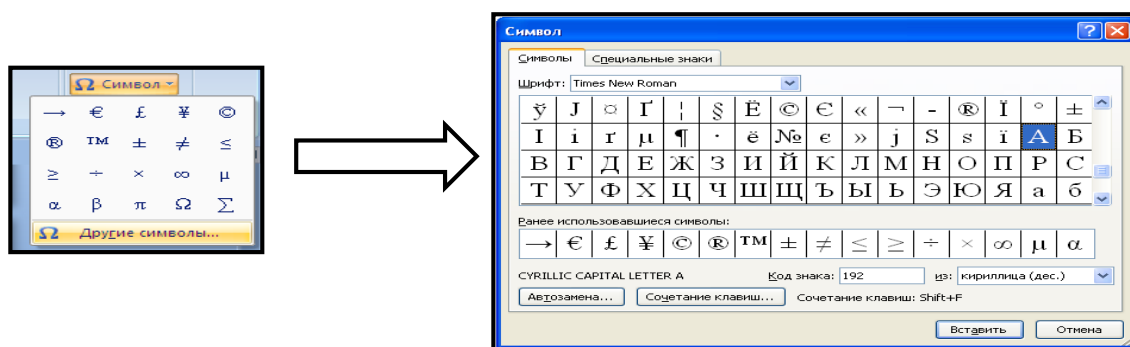 Ω Символ
→ € £ ¥ ©
® ™ ± ≠ ≤
≥ ÷ × ∞ µ
α β π Ω Σ
Ω Другие символы...
Символ
Символы Специальные знаки
Шрифт: Times New Roman
ў Ј ¤ Ґ ¦ § Ё © Є « ¬ - ® Ї ° ±
І і ґ µ ¶ · ё № є » ј Ѕ ѕ ї А Б
В Г Д Е Ж З И Й К Л М Н О П Р С
Т У Ф Х Ц Ч Ш Щ Ъ Ы Ь Э Ю Я а б
Ранее использовавшиеся символы:
→ € £ ¥ © ® ™ ± ≠ ≤ ≥ ÷ × ∞ µ α
CYRILLIC CAPITAL LETTER A Код знака: 192 из: кириллица (дес.)
Автозамена... Сочетание клавиш... Сочетание клавиш: Shift+F
Вставить Отмена